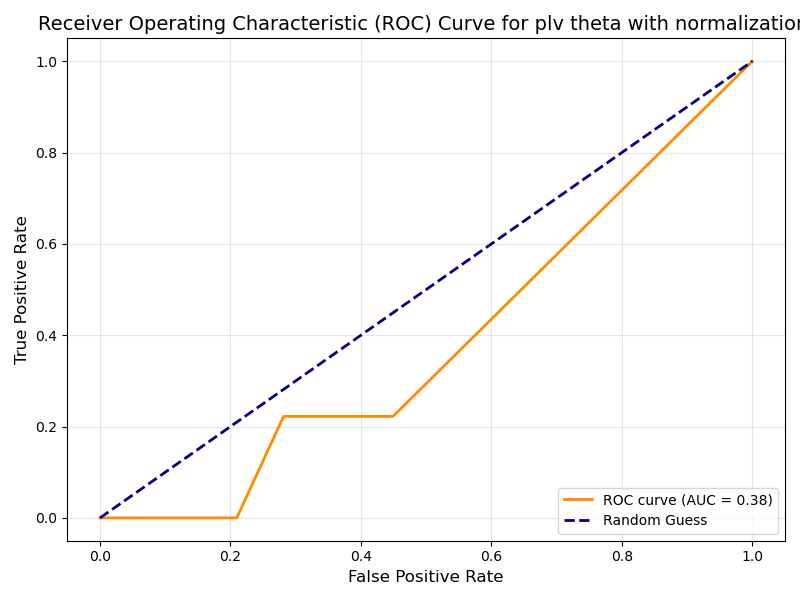 Receiver Operating Characteristic (ROC) Curve for plv theta with normalization
True Positive Rate
1.0
0.8
0.6
0.4
0.2
0.0
ROC curve (AUC = 0.38)
Random Guess
0.0 0.2 0.4 0.6 0.8 1.0
False Positive Rate